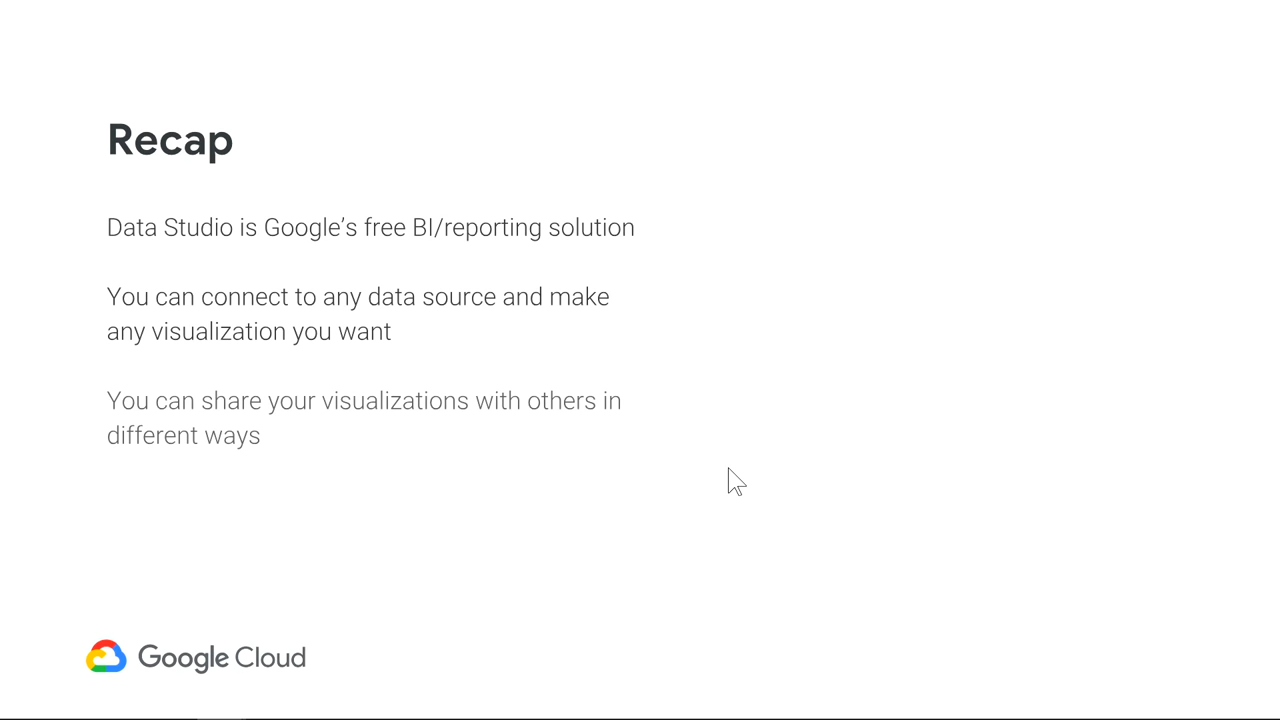 Recap
Data Studio is Google’s free BI/reporting solution
You can connect to any data source and make
any visualization you want
You can share your visualizations with others in
different ways
Google Cloud